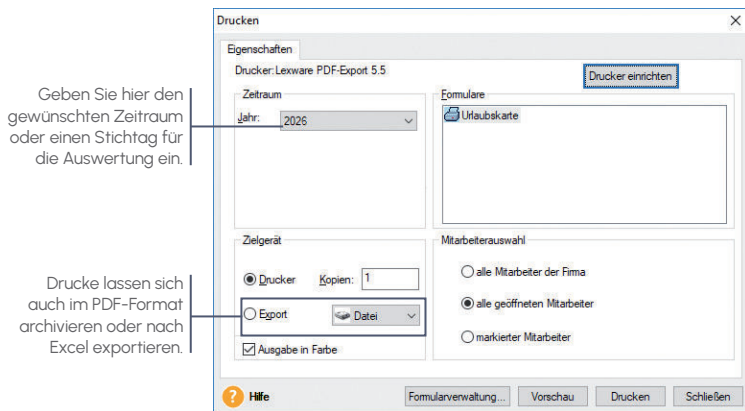 Drucken
Eigenschaften
Drucker: Lexware PDF-Export 5.5
Drucker einrichten
Geben Sie hier den
gewünschten Zeitraum
oder einen Stichtag für
die Auswertung ein.
Zeitraum
Jahr: 2026
Formulare
Urlaubskarte
Zielgerät
Drucker Kopien: 1
Export Datei
Ausgabe in Farbe
Drucke lassen sich
auch im PDF-Format
archivieren oder nach
Excel exportieren.
Mitarbeiterauswahl
alle Mitarbeiter der Firma
alle geöffneten Mitarbeiter
markierter Mitarbeiter
? Hilfe
Formularverwaltung... Vorschau Drucken Schließen